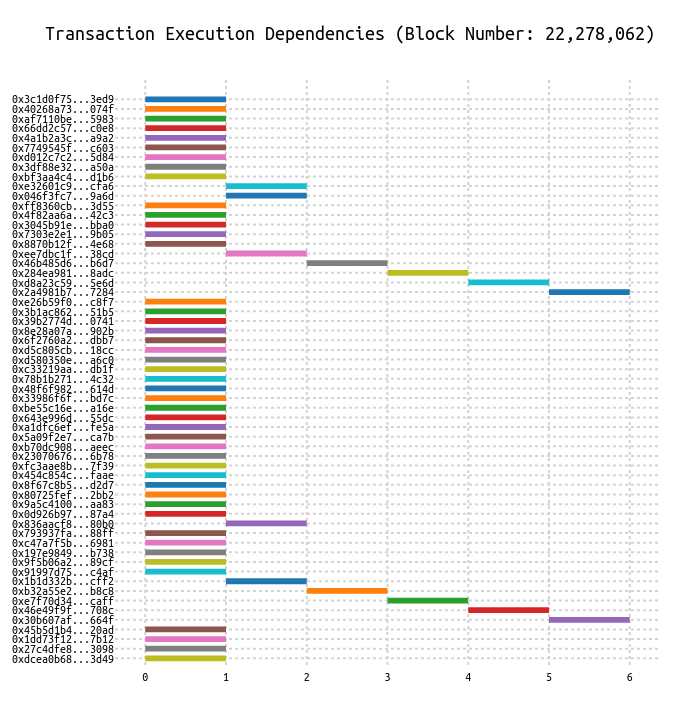 Transaction Execution Dependencies (Block Number: 22,278,062)
0x3c1d0f75...3ed9
0x40268a73...074f
0xaf7110be...5983
0x66dd2c57...c0e8
0x4a1b2a3c...a9a2
0x7749545f...c603
0xd012c7c2...5d84
0x3df88e32...a50a
0xbf3aa4c4...d1b6
0xe32601c9...cfa6
0x046f3fc7...9a6d
0xff8360cb...3d55
0x4f82aa6a...42c3
0x3045b91e...bba0
0x7303e2e1...9b05
0x8870b12f...4e68
0xee7dbc1f...38cd
0x46b485d6...b6d7
0x284ea981...8adc
0xd8a23c59...5e6d
0x2a4981b7...7284
0xe26b59f0...c8f7
0x3b1ac862...51b5
0x39b2774d...0741
0x8e28a07a...902b
0x6f2760a2...dbb7
0xd5c805cb...18cc
0xd580350e...a6c0
0xc33219aa...db1f
0x78b1b271...4c32
0x48f6f982...614d
0x33986f6f...bd7c
0xbe55c16e...a16e
0x643e996d...55dc
0xa1dfc6ef...fe5a
0x5a09f2e7...ca7b
0xb70dc908...aeec
0x23070676...6b78
0xfc3aae8b...7f39
0x454c854c...faae
0x8f67c8b5...d2d7
0x80725fef...2bb2
0x9a5c4100...aa83
0x0d926b97...87a4
0x836aacf8...80b0
0x793937fa...88ff
0xc47a7f5b...6981
0x197e9849...b738
0x9f5b06a2...89cf
0x91997d75...c4af
0x1b1d332b...cff2
0xb32a55e2...b8c8
0xe7f70d34...caff
0x46e49f9f...708c
0x30b607af...664f
0x45b5d1b4...20ad
0x1dd73f12...7b12
0x27c4dfe8...3098
0xdcea0b68...3d49
0 1 2 3 4 5 6